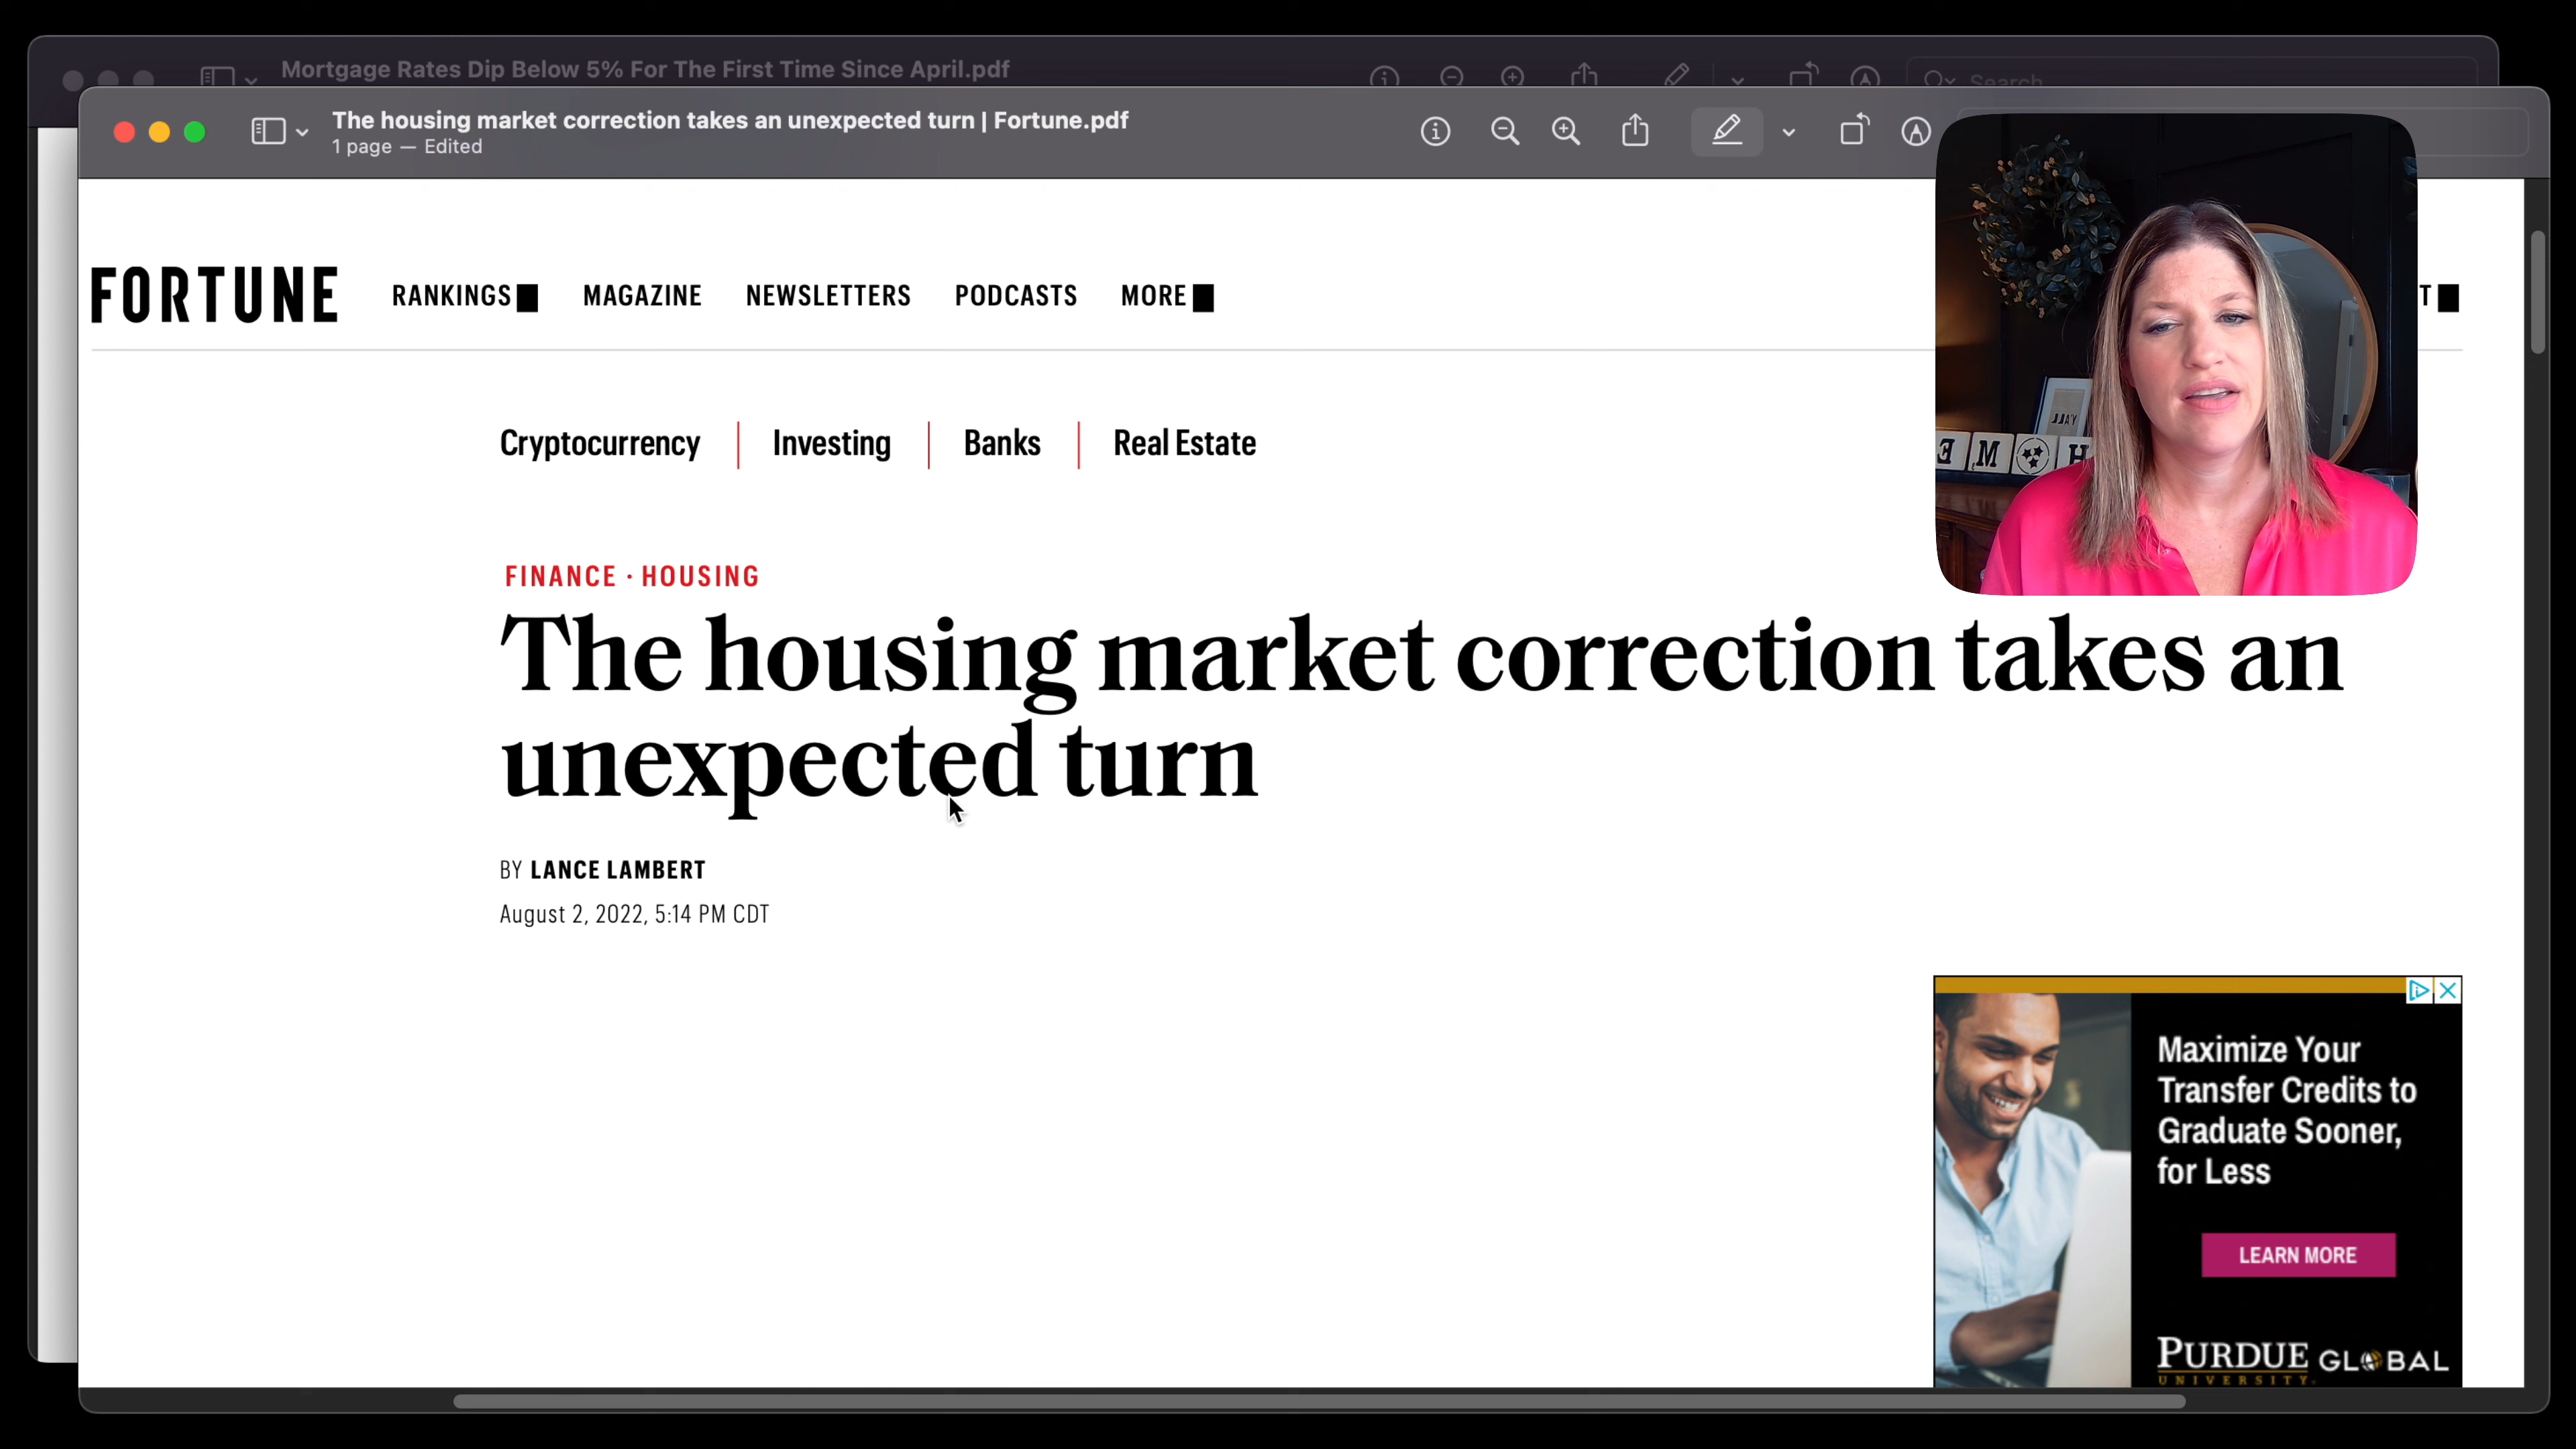 Mortgage Rates Dip Below 5% For The First Time Since April.pdf
Search
The housing market correction takes an unexpected turn | Fortune.pdf
1 page — Edited
FORTUNE
RANKINGS MAGAZINE NEWSLETTERS PODCASTS MORE
T
Cryptocurrency | Investing | Banks | Real Estate
Y'ALL
H M E
FINANCE · HOUSING
The housing market correction takes an
unexpected turn
BY LANCE LAMBERT
August 2, 2022, 5:14 PM CDT
Maximize Your
Transfer Credits to
Graduate Sooner,
for Less
LEARN MORE
PURDUE GLOBAL
UNIVERSITY